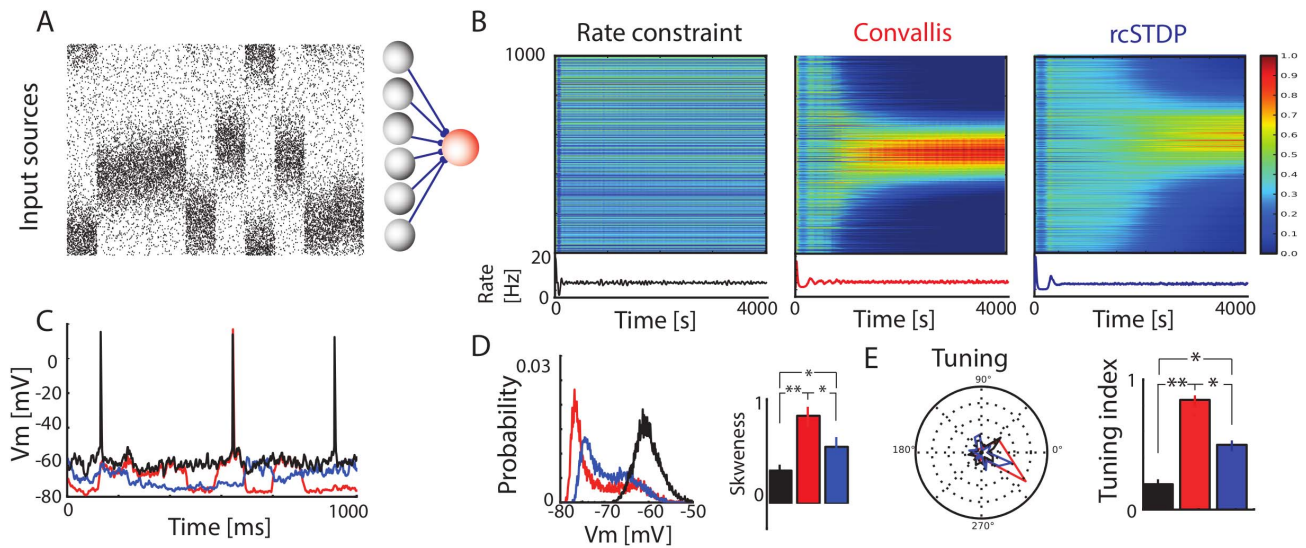 A
Input sources
B
Rate constraint
Convallis
rcSTDP
1000
1.0
0.9
0.8
0.7
0.6
0.5
0.4
0.3
0.2
0.1
0.0
20
0
Rate
[Hz]
Time [s]
4000
Time [s]
4000
Time [s]
4000
C
Vm [mV]
0
-20
-40
-60
-80
0
1000
Time [ms]
D
Probability
0.03
0
-80
-70
-60
-50
Vm [mV]
Skweness
1
0
*
** *
E
Tuning
90°
180°
0°
270°
Tuning index
1
0
*
** *